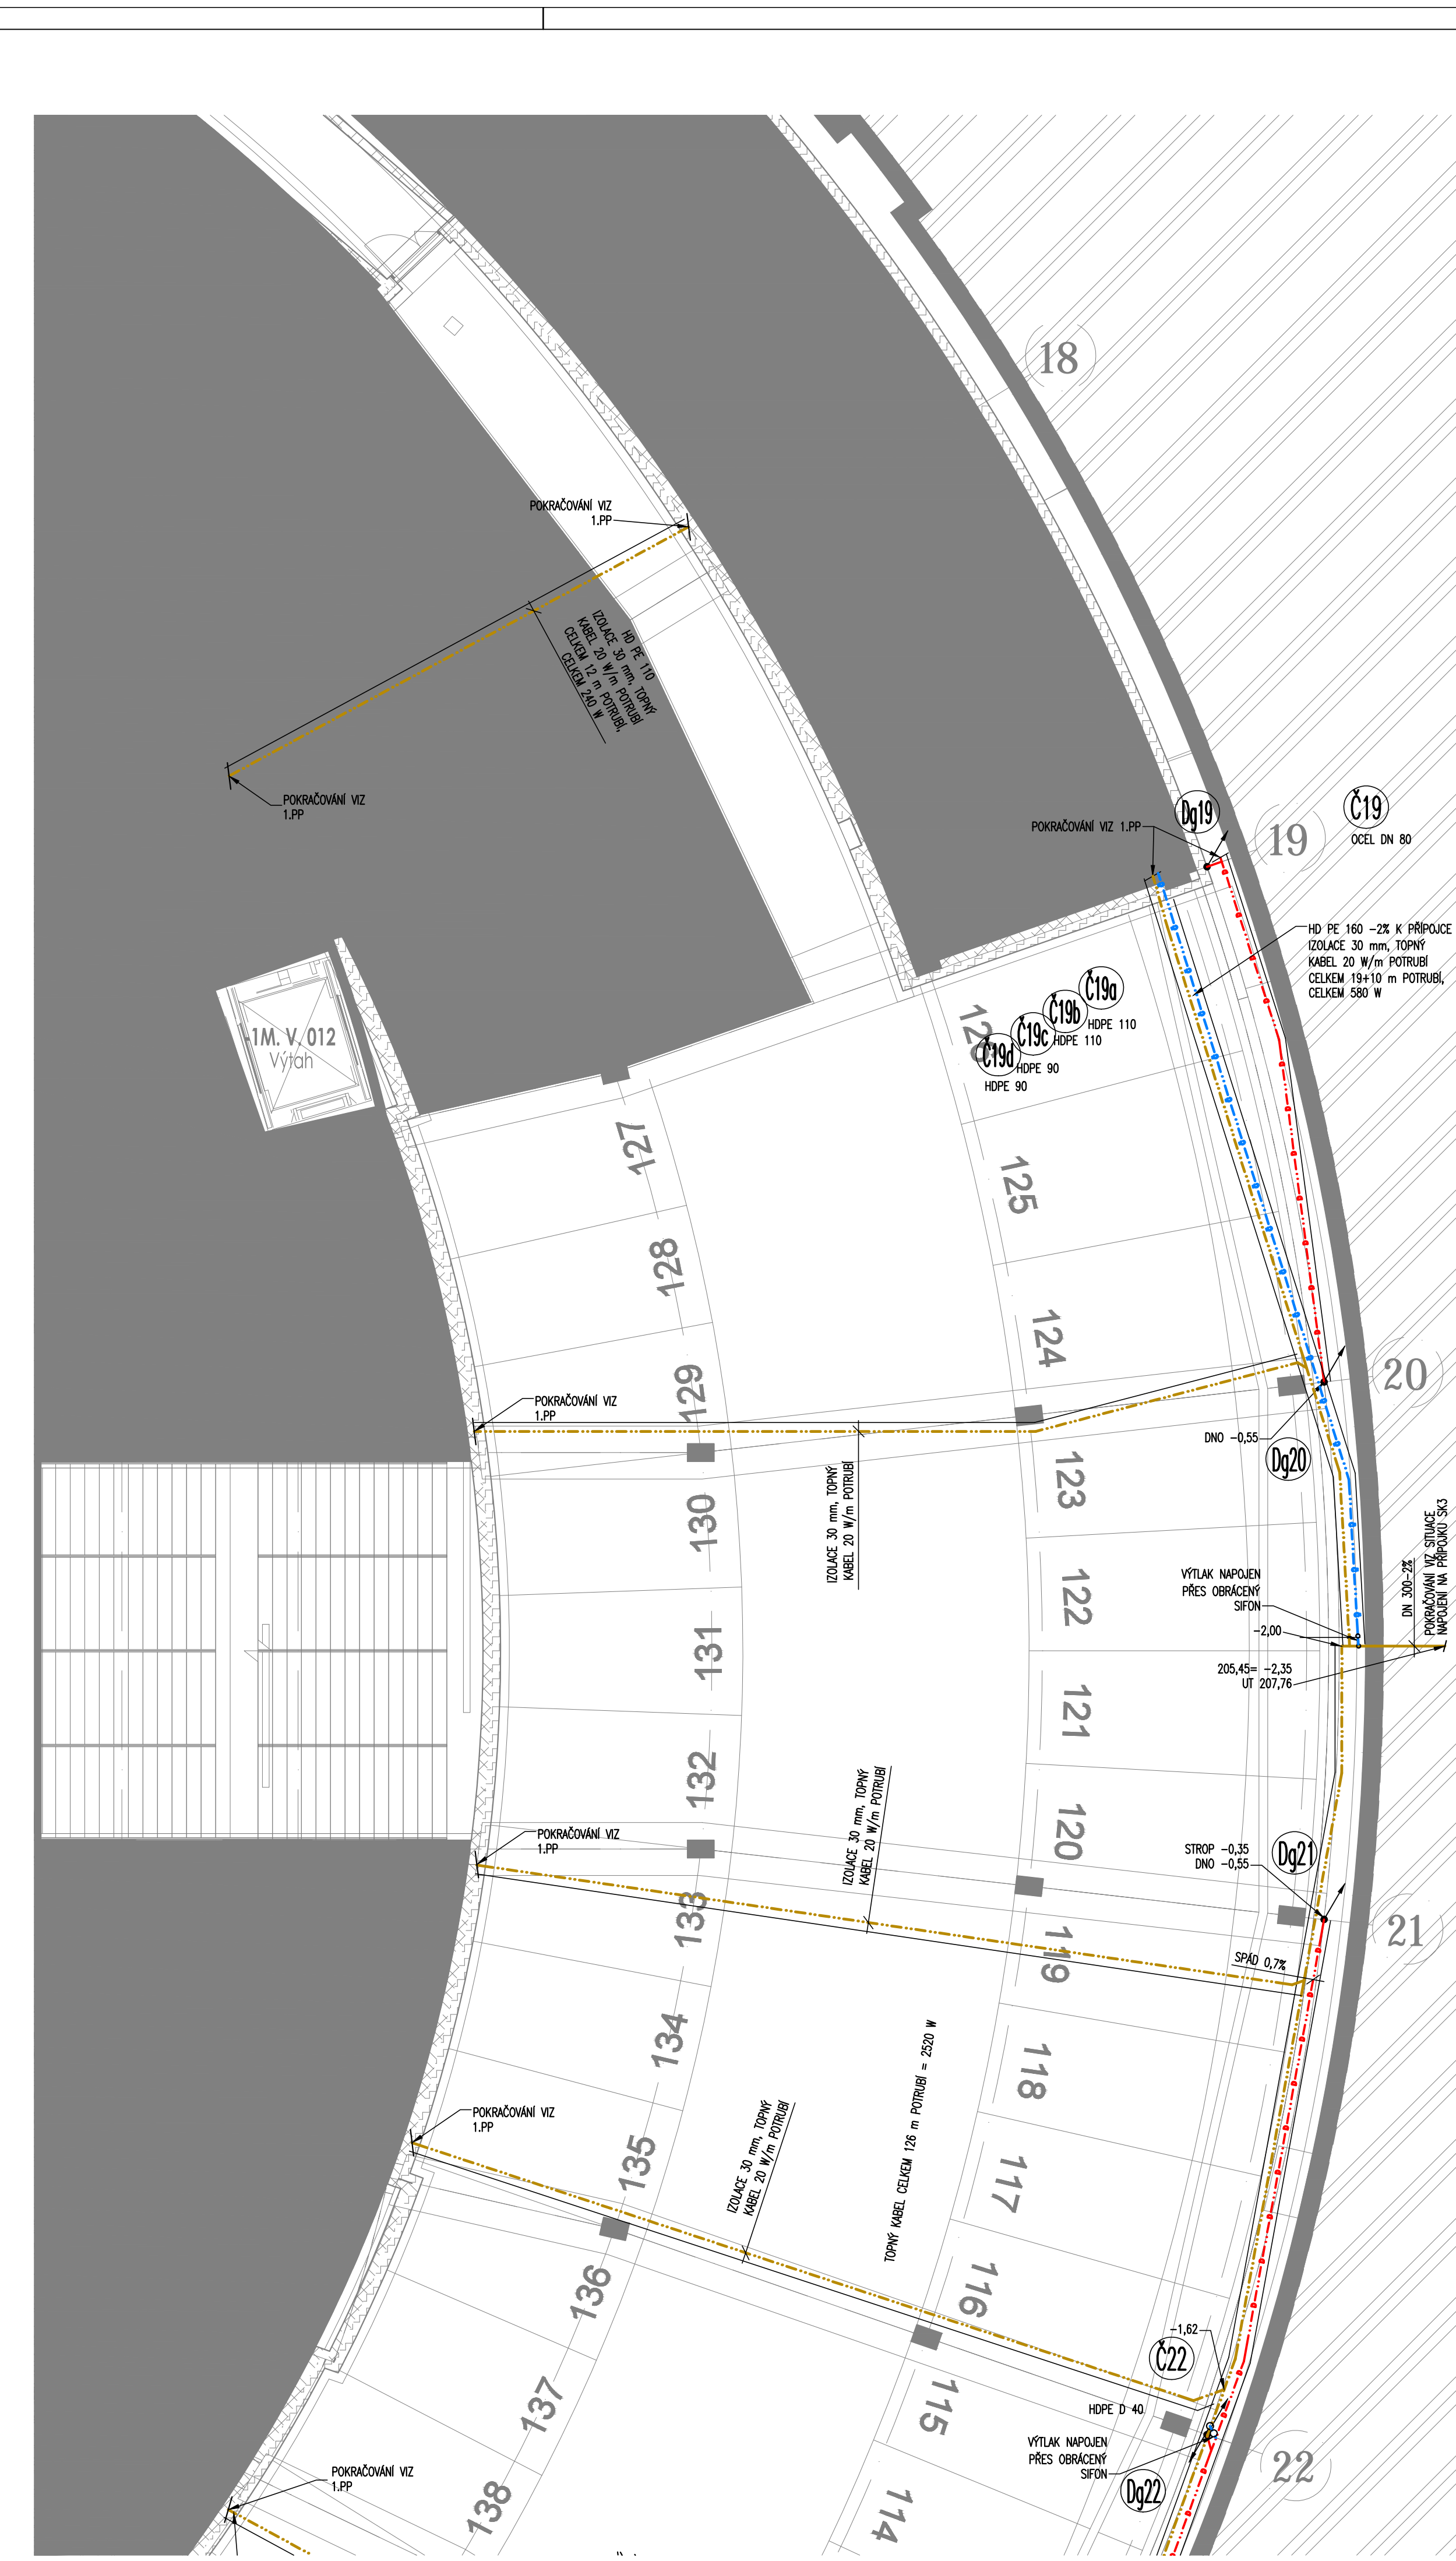 18
POKRAČOVÁNÍ VIZ
1.PP
HD PE 110
IZOLACE 30 mm, TOPNÝ
KABEL 20 W/m POTRUBÍ
CELKEM 12 m POTRUBÍ,
CELKEM 240 W
POKRAČOVÁNÍ VIZ
1.PP
Dg19
POKRAČOVÁNÍ VIZ 1.PP
19
Č19
OCEL DN 80
HD PE 160 -2% K PŘÍPOJCE
IZOLACE 30 mm, TOPNÝ
KABEL 20 W/m POTRUBÍ
CELKEM 19+10 m POTRUBÍ,
CELKEM 580 W
Č19a
HDPE 110
Č19b
HDPE 110
Č19c
HDPE 90
Č19d
HDPE 90
1M. V. 012
Výtah
127
125
128
124
129
20
POKRAČOVÁNÍ VIZ
1.PP
DNO -0,55
Dg20
IZOLACE 30 mm, TOPNÝ
KABEL 20 W/m POTRUBÍ
123
130
122
VÝTLAK NAPOJEN
PŘES OBRÁCENÝ
SIFON
-2,00
DN 300-2%
POKRAČOVÁNÍ VIZ SITUACE
NAPOJENÍ NA PŘÍPOJKU SK3
205,45= -2,35
UT 207,76
131
121
132
120
IZOLACE 30 mm, TOPNÝ
KABEL 20 W/m POTRUBÍ
POKRAČOVÁNÍ VIZ
1.PP
STROP -0,35
DNO -0,55
Dg21
21
133
119
SPÁD 0,7%
134
118
TOPNÝ KABEL CELKEM 126 m POTRUBÍ = 2520 W
POKRAČOVÁNÍ VIZ
1.PP
IZOLACE 30 mm, TOPNÝ
KABEL 20 W/m POTRUBÍ
135
117
136
116
-1,62
Č22
HDPE D 40
137
115
VÝTLAK NAPOJEN
PŘES OBRÁCENÝ
SIFON
Dg22
22
POKRAČOVÁNÍ VIZ
1.PP
138
114